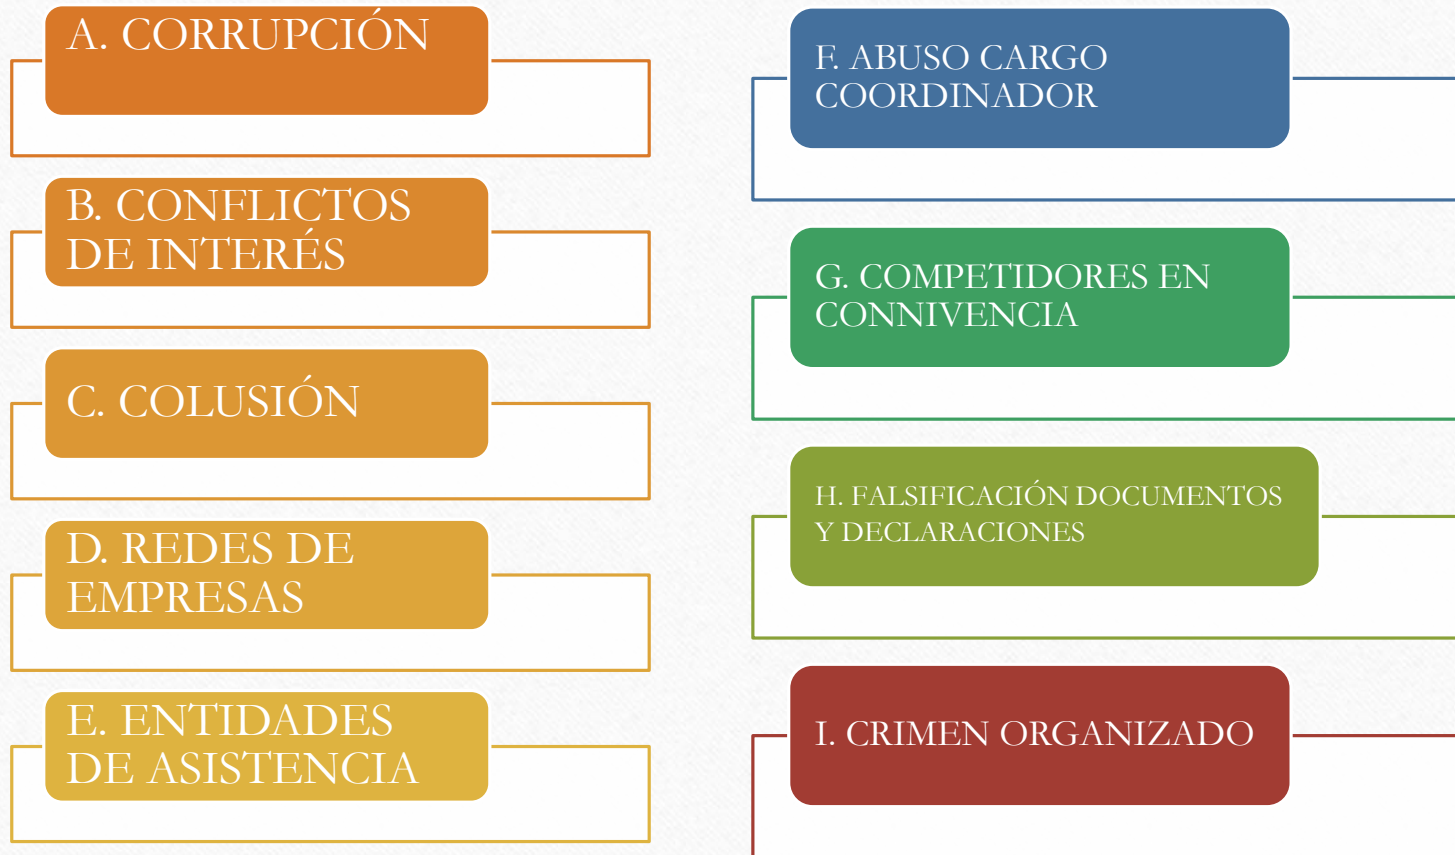 A. CORRUPCIÓN
B. CONFLICTOS
DE INTERÉS
C. COLUSIÓN
D. REDES DE
EMPRESAS
E. ENTIDADES
DE ASISTENCIA
F. ABUSO CARGO
COORDINADOR
G. COMPETIDORES EN
CONNIVENCIA
H. FALSIFICACIÓN DOCUMENTOS
Y DECLARACIONES
I. CRIMEN ORGANIZADO